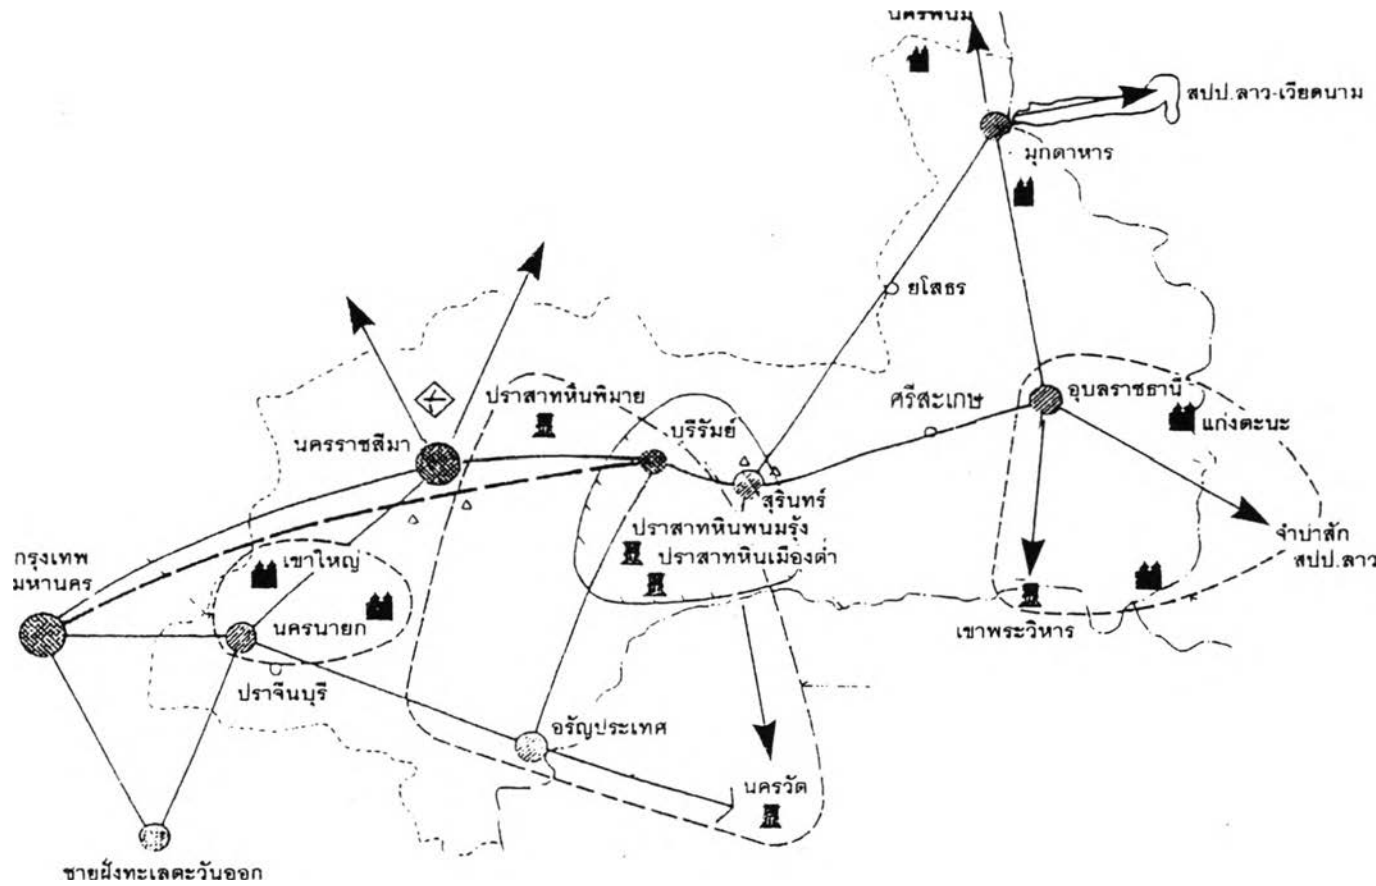 นครพนม
สปป.ลาว-เวียดนาม
มุกดาหาร
ยโสธร
ปราสาทหินพิมาย
อุบลราชธานี
ศรีสะเกษ
แก่งตะนะ
นครราชสีมา
บุรีรัมย์
สุรินทร์
ปราสาทหินพนมรุ้ง
ปราสาทหินเมืองต่ำ
จำปาสัก
สปป.ลาว
กรุงเทพ
มหานคร
เขาใหญ่
นครนายก
เขาพระวิหาร
ปราจีนบุรี
อรัญประเทศ
นครวัด
ชายฝั่งทะเลตะวันออก